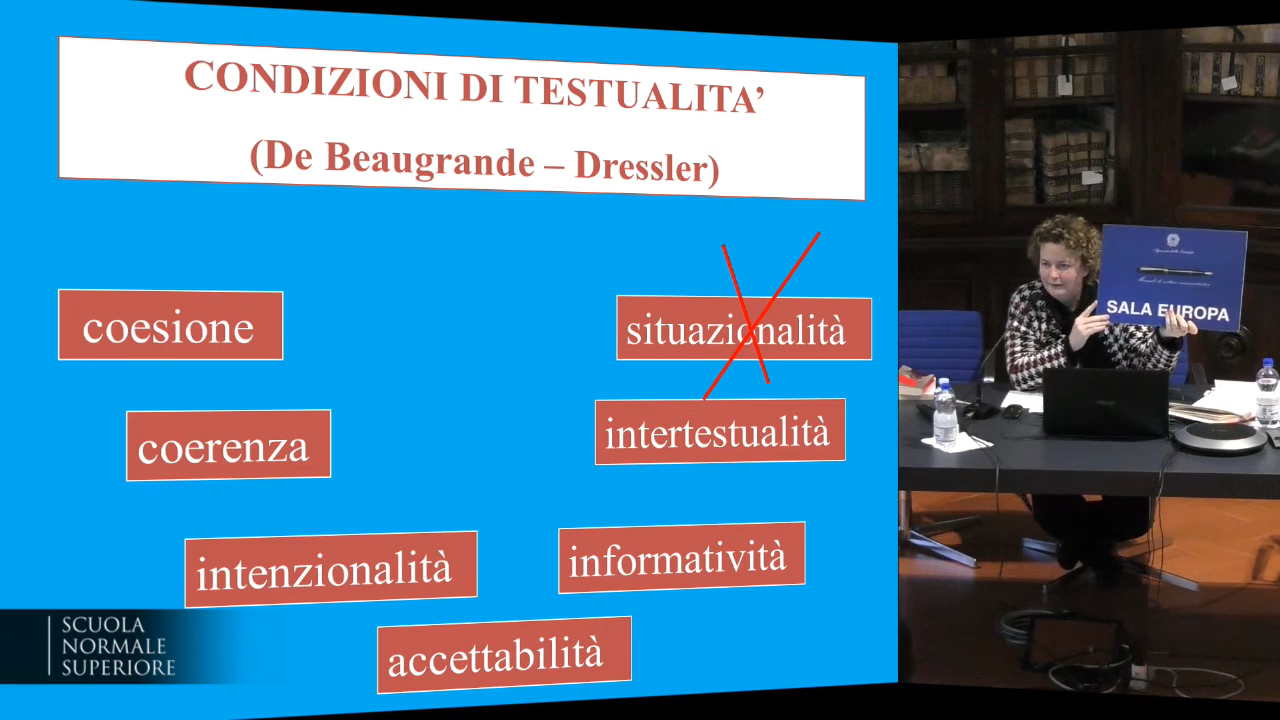 CONDIZIONI DI TESTUALITA’
(De Beaugrande – Dressler)
coesione
situazionalità
coerenza
intertestualità
intenzionalità
informatività
accettabilità
SCUOLA
NORMALE
SUPERIORE
SALA EUROPA